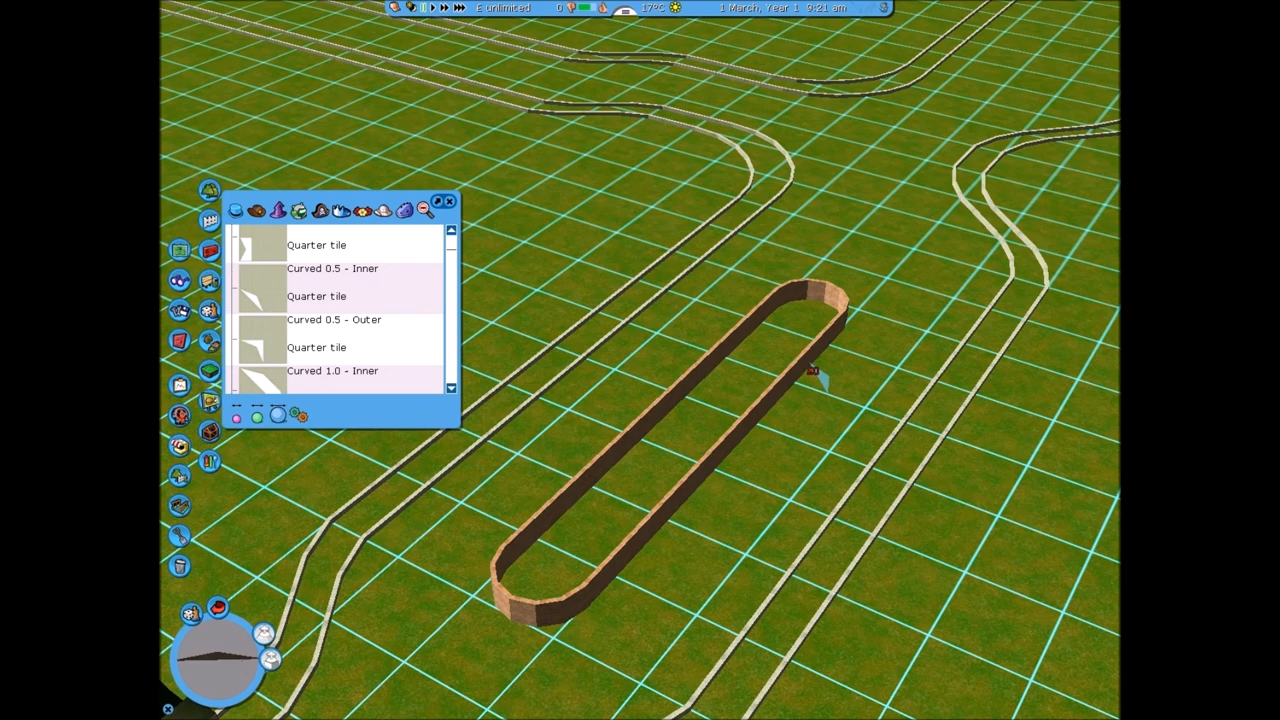 £ unlimited 0 17°C 1 March, Year 1 9:21 am
Quarter tile
Curved 0.5 - Inner
Quarter tile
Curved 0.5 - Outer
Quarter tile
Curved 1.0 - Inner